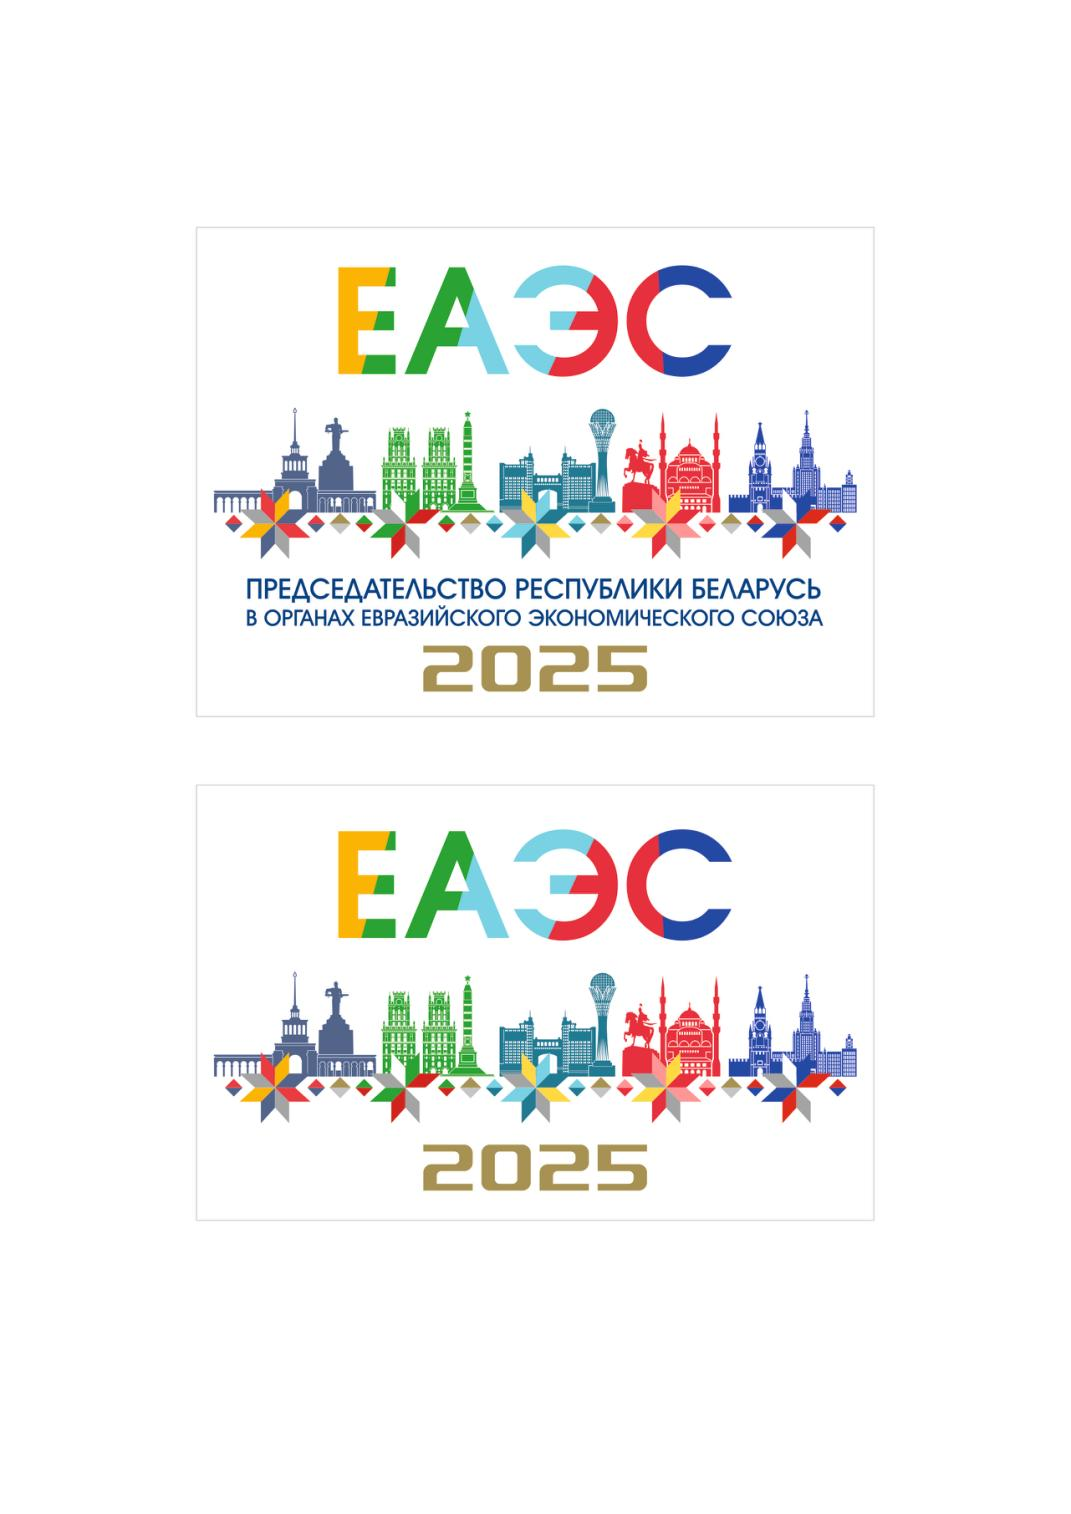 ЕАЭС
ПРЕДСЕДАТЕЛЬСТВО РЕСПУБЛИКИ БЕЛАРУСЬ
В ОРГАНАХ ЕВРАЗИЙСКОГО ЭКОНОМИЧЕСКОГО СОЮЗА
2025
ЕАЭС
2025